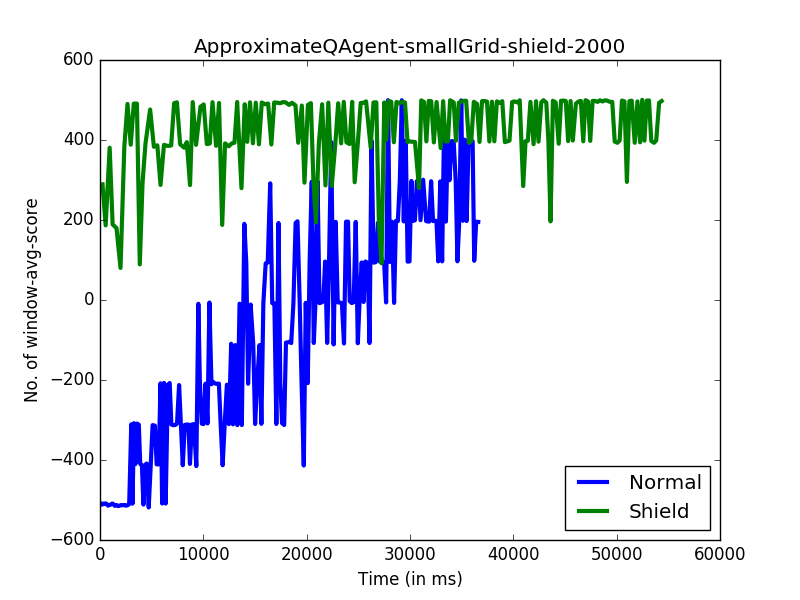 ApproximateQAgent-smallGrid-shield-2000
600
400
200
0
−200
−400
−600
No. of window-avg-score
0
10000
20000
30000
40000
50000
60000
Time (in ms)
Normal
Shield